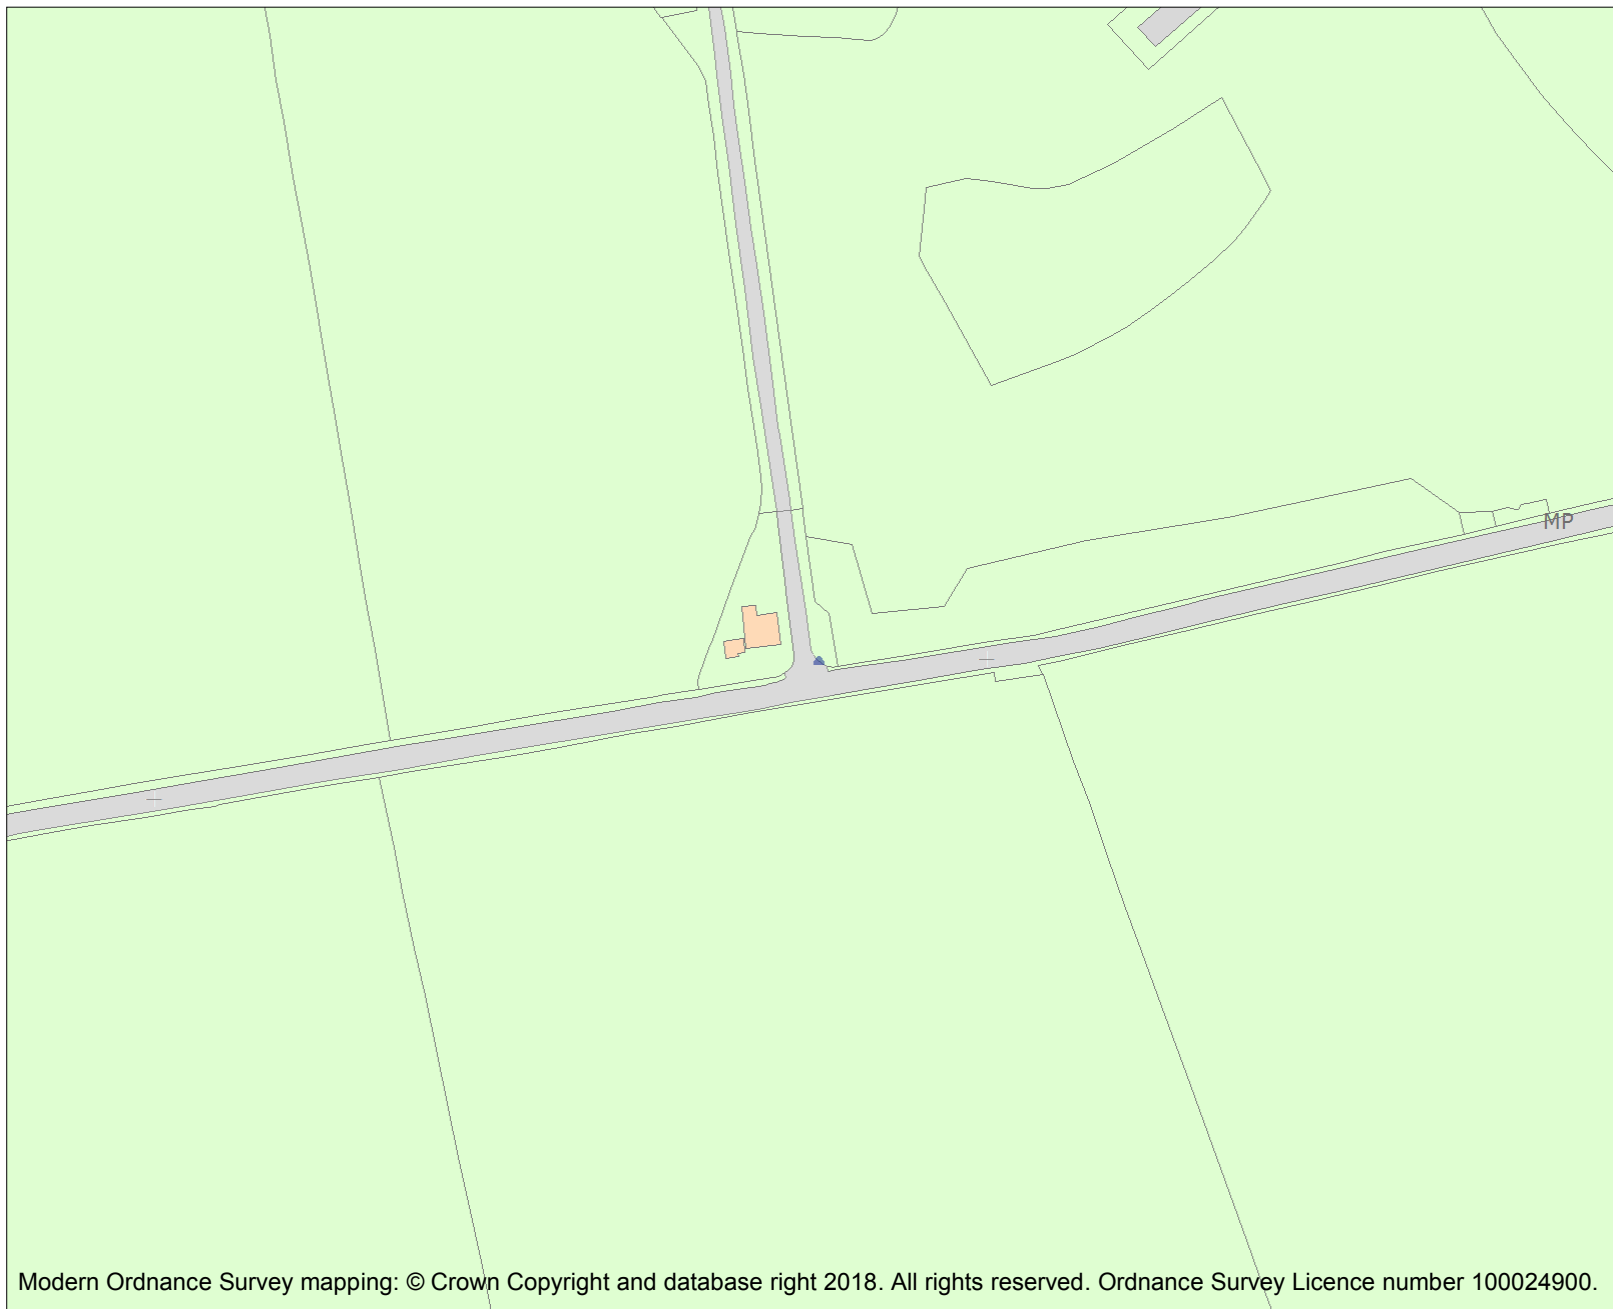 MP
Modern Ordnance Survey mapping: © Crown Copyright and database right 2018. All rights reserved. Ordnance Survey Licence number 100024900.